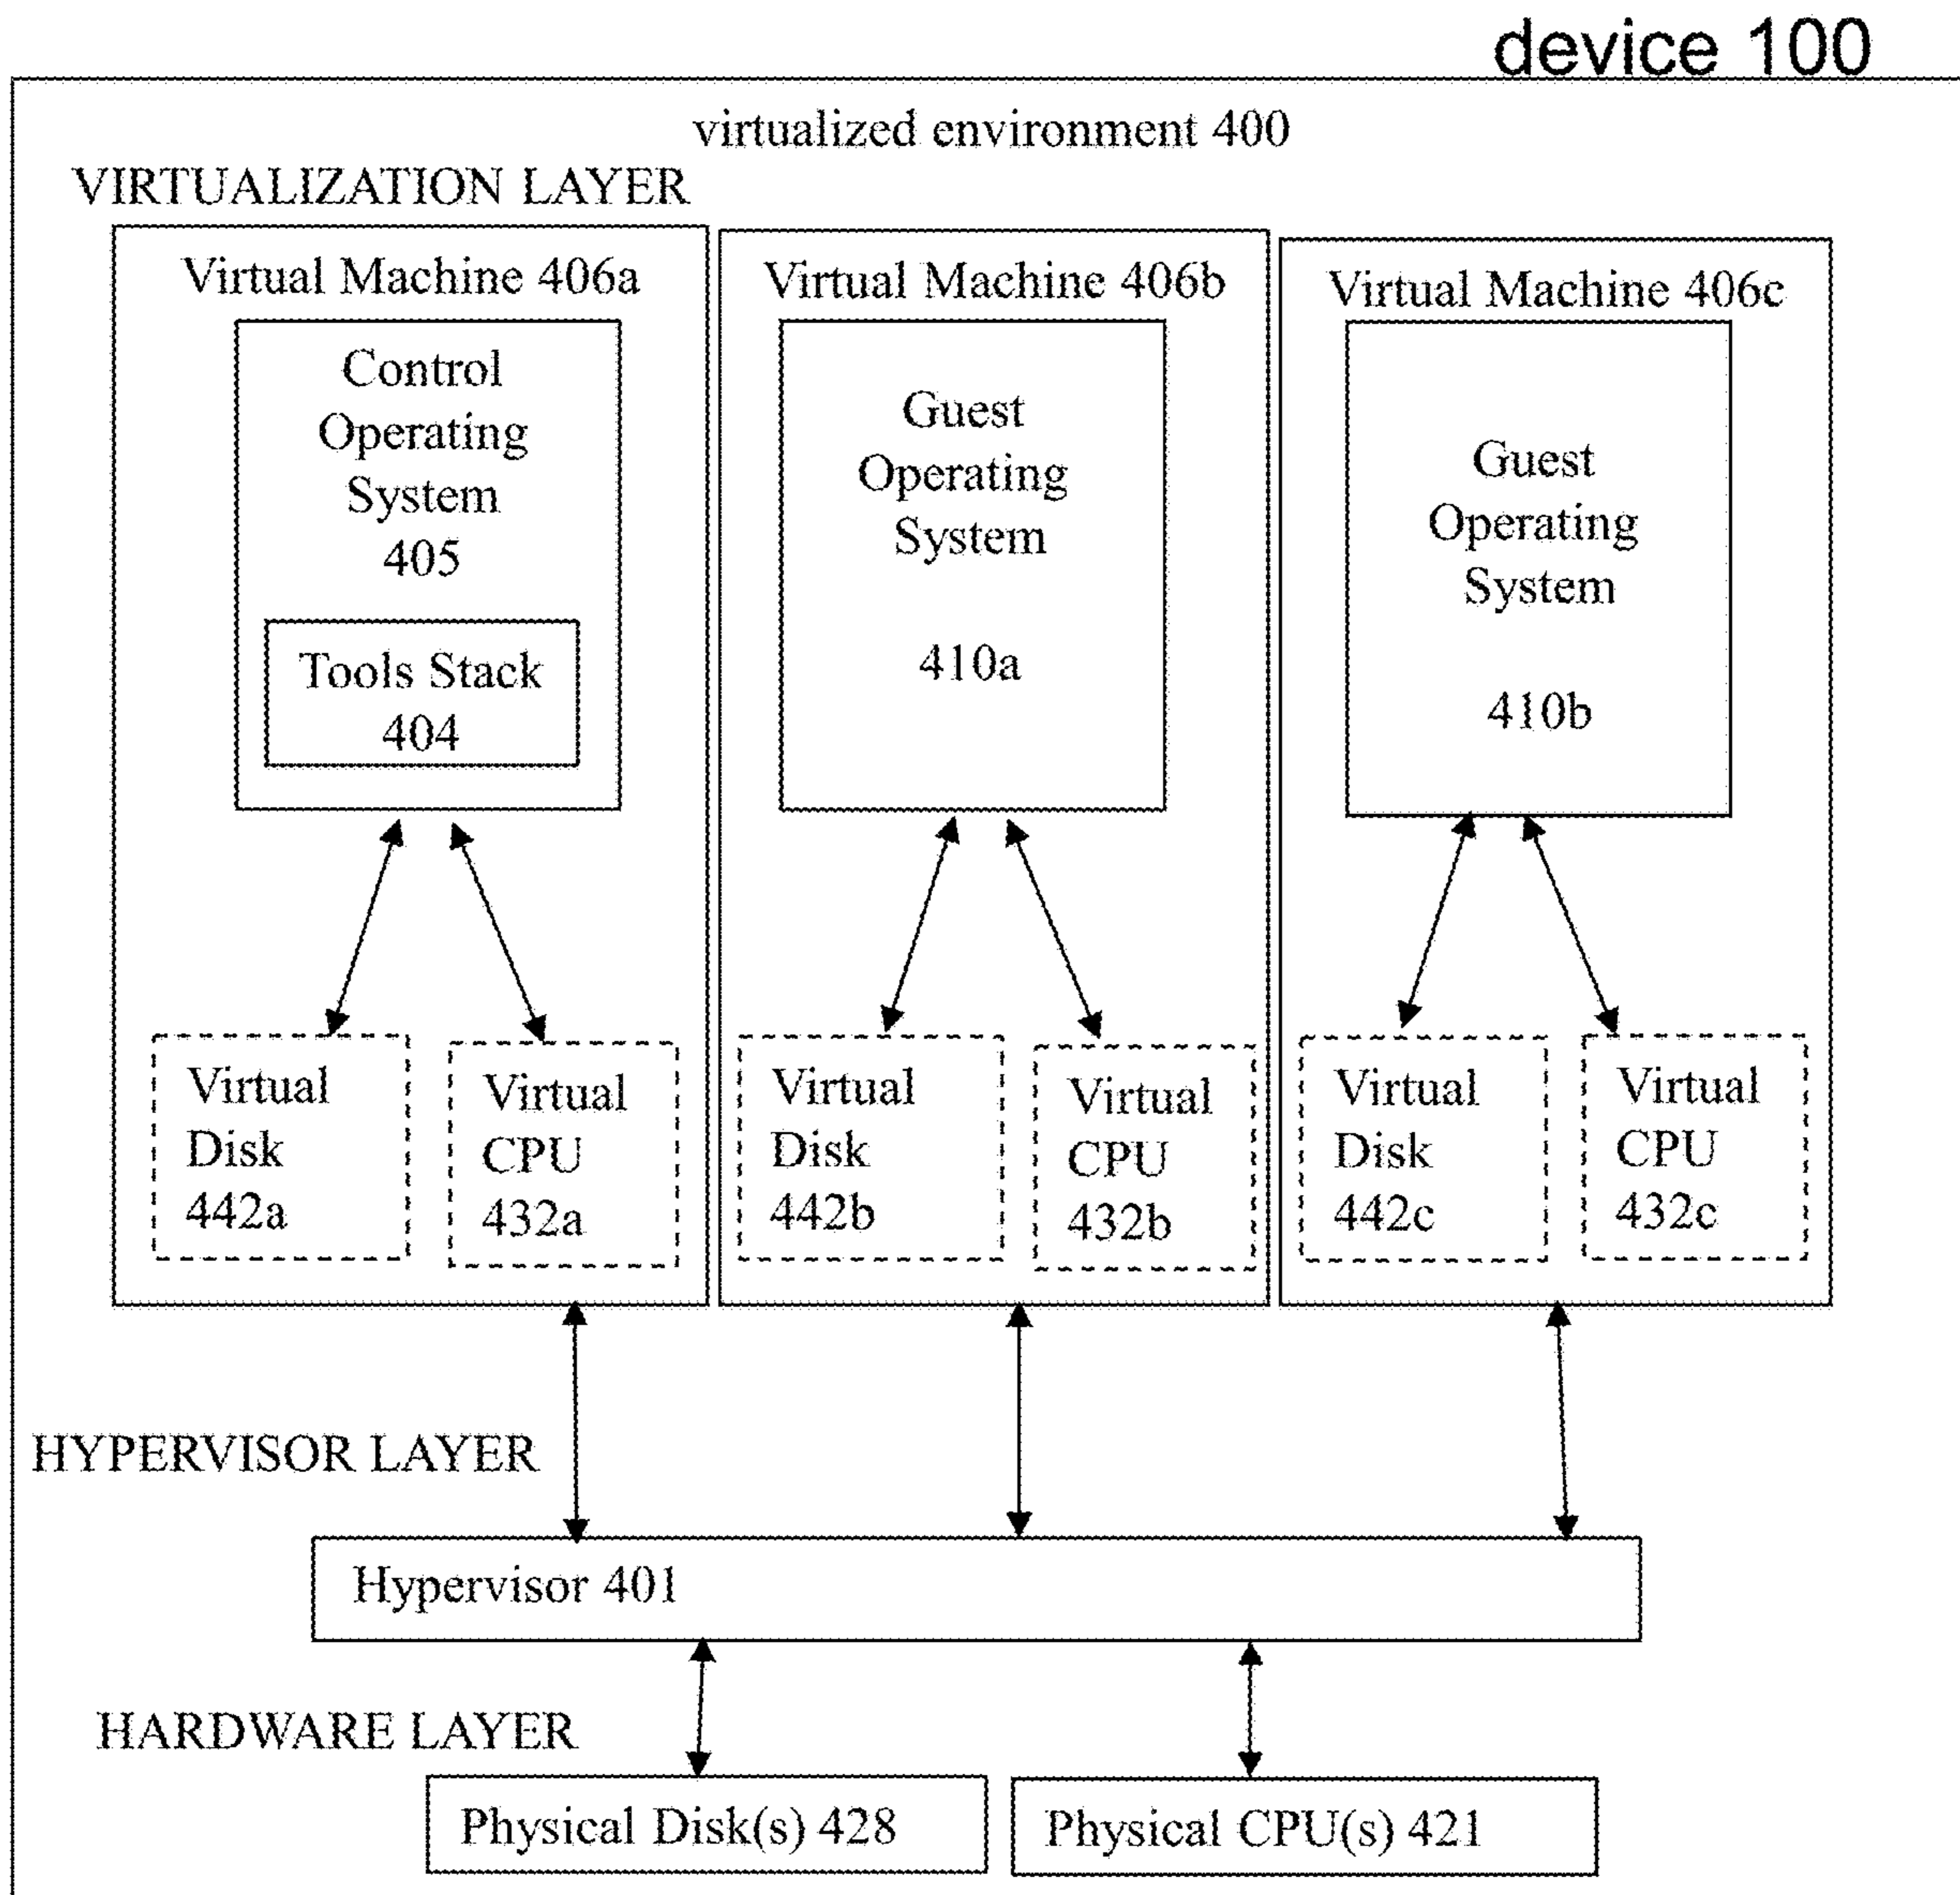 device 100
virtualized environment 400
VIRTUALIZATION LAYER
Virtual Machine 406a
Control
Operating
System
405
Tools Stack
404
Virtual
Disk
442a
Virtual
CPU
432a
Virtual Machine 406b
Guest
Operating
System
410a
Virtual
Disk
442b
Virtual
CPU
432b
Virtual Machine 406c
Guest
Operating
System
410b
Virtual
Disk
442c
Virtual
CPU
432c
HYPERVISOR LAYER
Hypervisor 401
HARDWARE LAYER
Physical Disk(s) 428
Physical CPU(s) 421